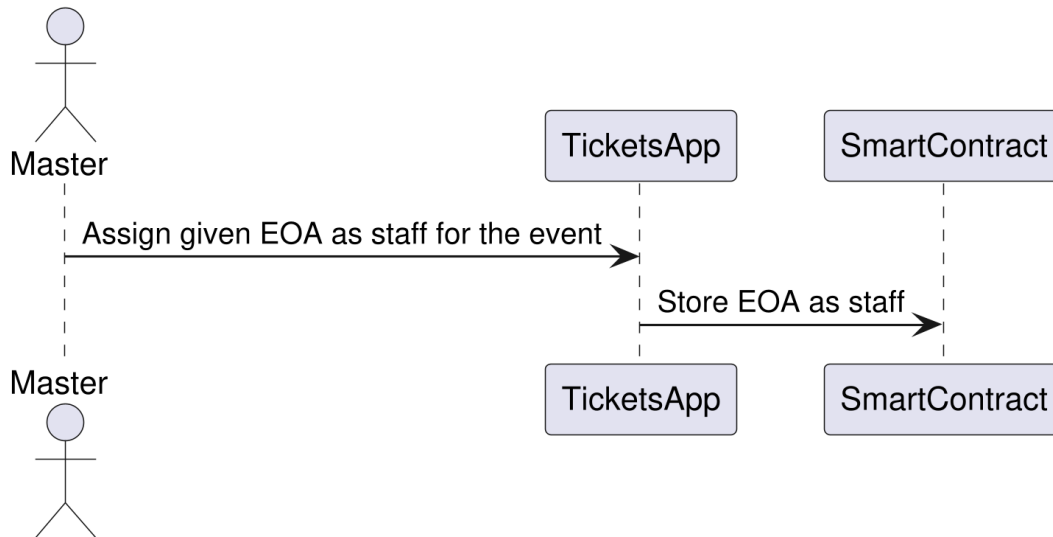 Master
TicketsApp
SmartContract
Assign given EOA as staff for the event
Store EOA as staff
Master
TicketsApp
SmartContract